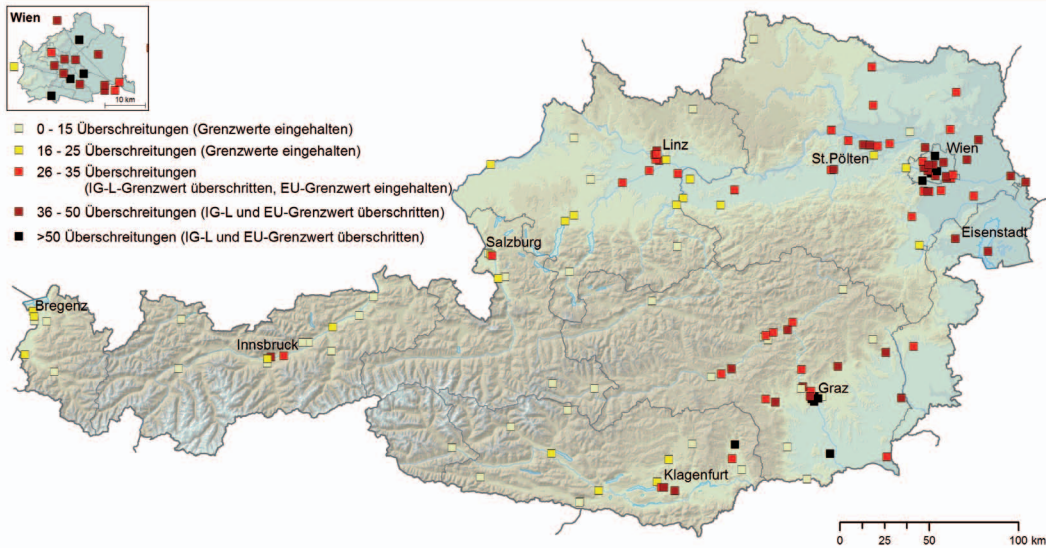 Wien
10 km
0 - 15 Überschreitungen (Grenzwerte eingehalten)
16 - 25 Überschreitungen (Grenzwerte eingehalten)
26 - 35 Überschreitungen
(IG-L-Grenzwert überschritten, EU-Grenzwert eingehalten)
36 - 50 Überschreitungen (IG-L und EU-Grenzwert überschritten)
>50 Überschreitungen (IG-L und EU-Grenzwert überschritten)
Linz
St.Pölten
Wien
Eisenstadt
Salzburg
Bregenz
Innsbruck
Graz
Klagenfurt
0 25 50 100 km